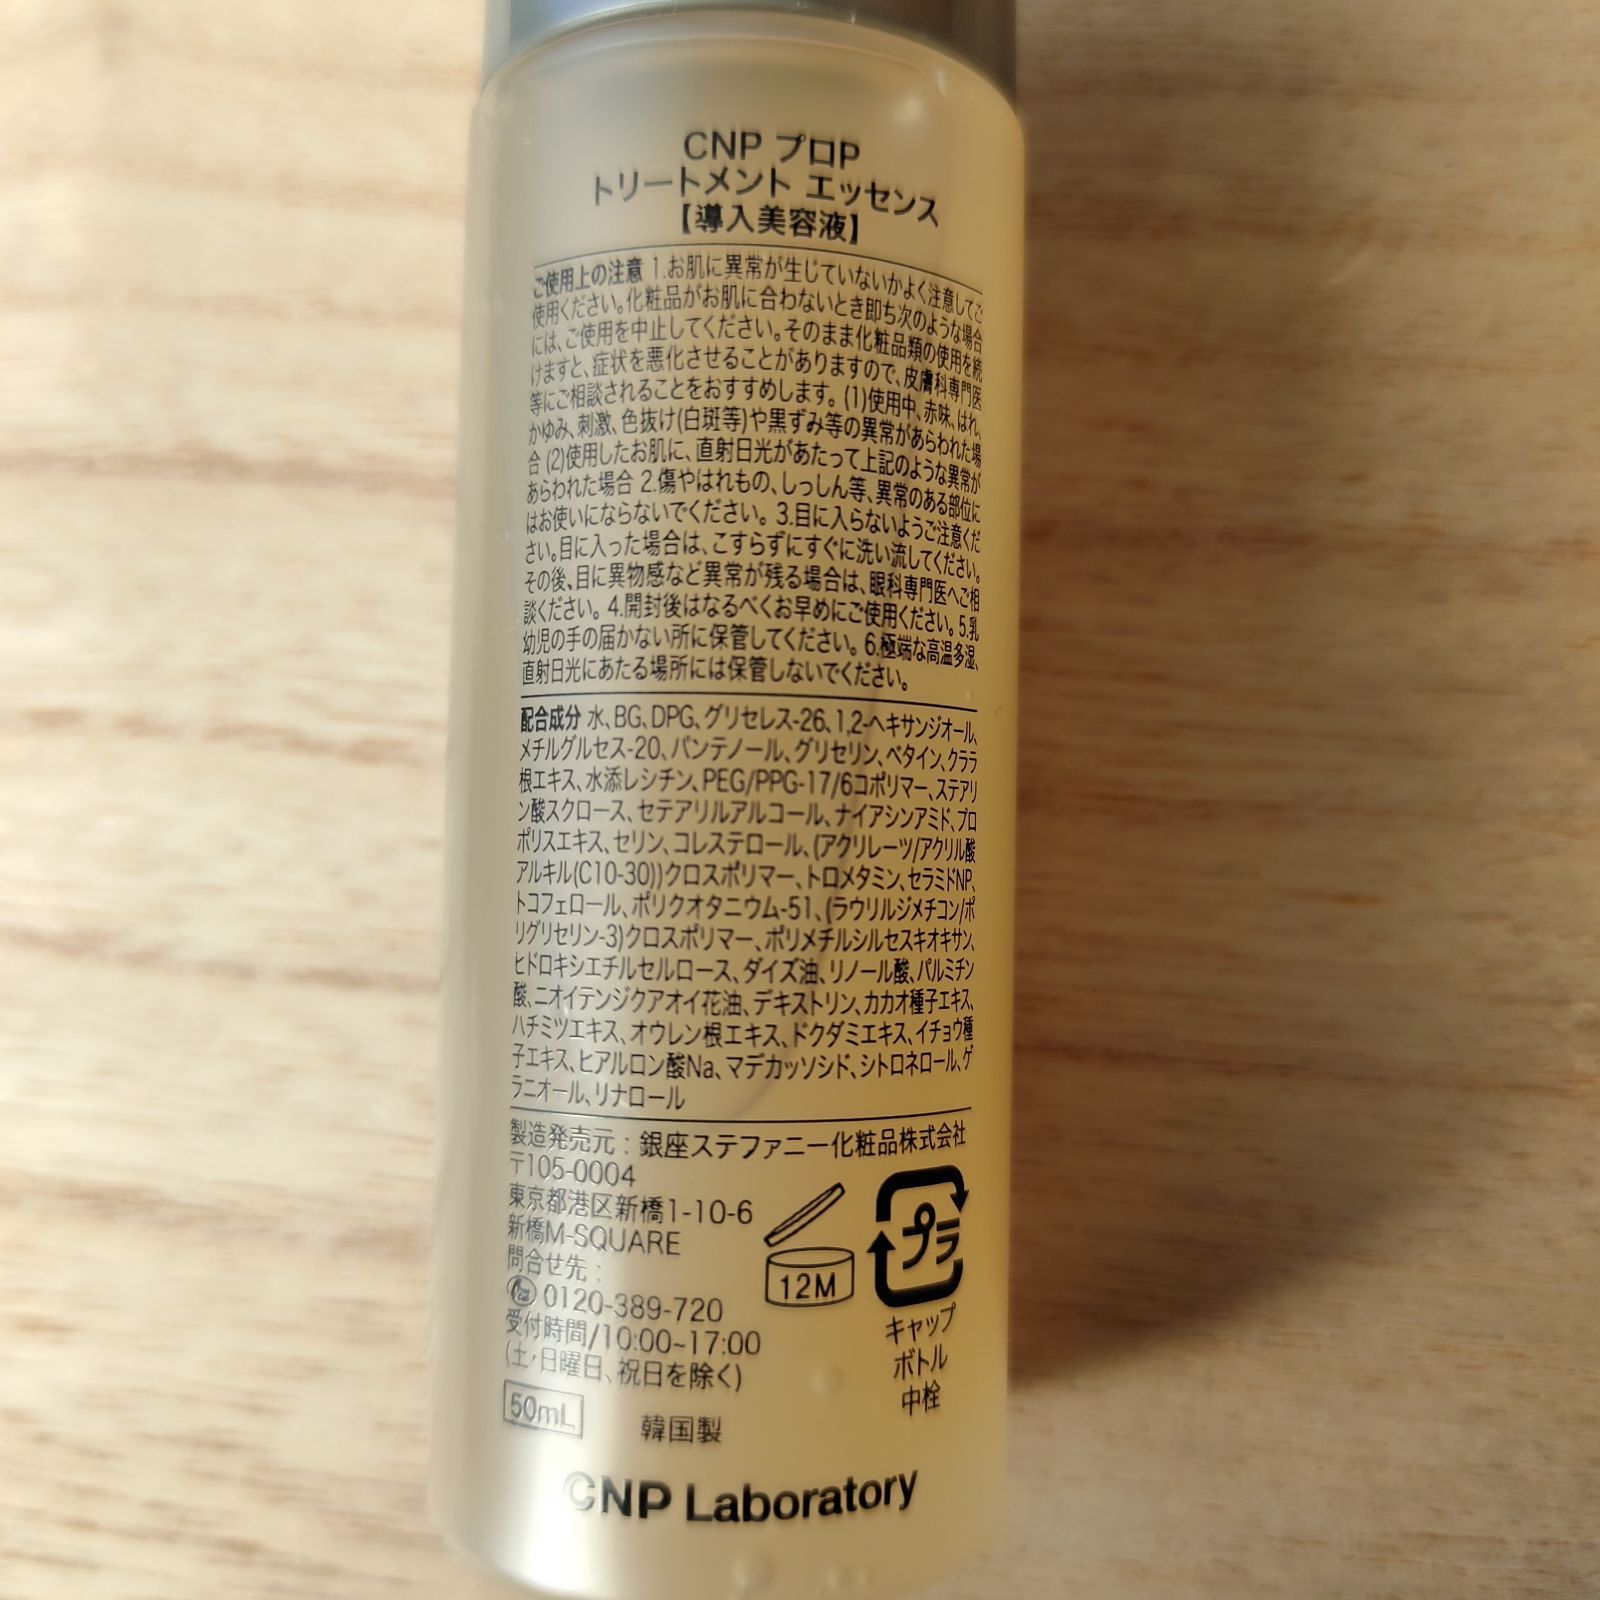 CNP プロP
トリートメント エッセンス
【導入美容液】
ご使用上の注意 1.お肌に異常が生じていないかよく注意してご
使用ください。化粧品がお肌に合わないとき即ち次のような場合
には、ご使用を中止してください。そのまま化粧品類の使用を続
けますと、症状を悪化させることがありますので、皮膚科専門医
等にご相談されることをおすすめします。(1)使用中、赤味、はれ、
かゆみ、刺激、色抜け(白斑等)や黒ずみ等の異常があらわれた場
合 (2)使用したお肌に、直射日光があたって上記のような異常が
あらわれた場合 2.傷やはれもの、しっしん等、異常のある部位に
はお使いにならないでください。3.目に入らないようご注意くだ
さい。目に入った場合は、こすらずにすぐに洗い流してください。
その後、目に異物感など異常が残る場合は、眼科専門医へご相
談ください。4.開封後はなるべくお早めにご使用ください。5.乳
幼児の手の届かない所に保管してください。6.極端な高温多湿、
直射日光にあたる場所には保管しないでください。
配合成分 水、BG、DPG、グリセレス-26、1,2-ヘキサンジオール、
メチルグルセス-20、パンテノール、グリセリン、ベタイン、クララ
根エキス、水添レシチン、PEG/PPG-17/6コポリマー、ステアリ
ン酸スクロース、セテアリルアルコール、ナイアシンアミド、プロ
ポリスエキス、セリン、コレステロール、(アクリレーツ/アクリル酸
アルキル(C10-30))クロスポリマー、トロメタミン、セラミドNP、
トコフェロール、ポリクオタニウム-51、(ラウリルジメチコン/ポ
リグリセリン-3)クロスポリマー、ポリメチルシルセスキオキサン、
ヒドロキシエチルセルロース、ダイズ油、リノール酸、パルミチン
酸、ニオイテンジクアオイ花油、デキストリン、カカオ種子エキス、
ハチミツエキス、オウレン根エキス、ドクダミエキス、イチョウ種
子エキス、ヒアルロン酸Na、マデカッソシド、シトロネロール、ゲ
ラニオール、リナロール
製造発売元：銀座ステファニー化粧品株式会社
〒105-0004
東京都港区新橋1-10-6
新橋M-SQUARE
問合せ先：
0120-389-720
受付時間/10:00~17:00
(土・日曜日、祝日を除く)
50mL
韓国製
12M
プラ
キャップ
ボトル
中栓
CNP Laboratory